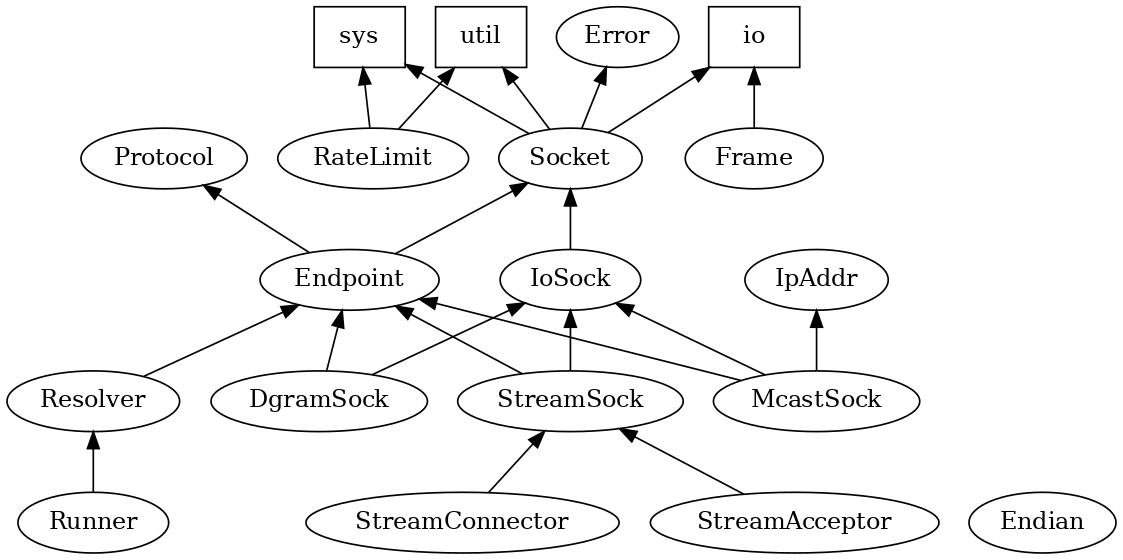 sys
util
Error
io
Protocol
RateLimit
Socket
Frame
Endpoint
IoSock
IpAddr
Resolver
DgramSock
StreamSock
McastSock
Runner
StreamConnector
StreamAcceptor
Endian